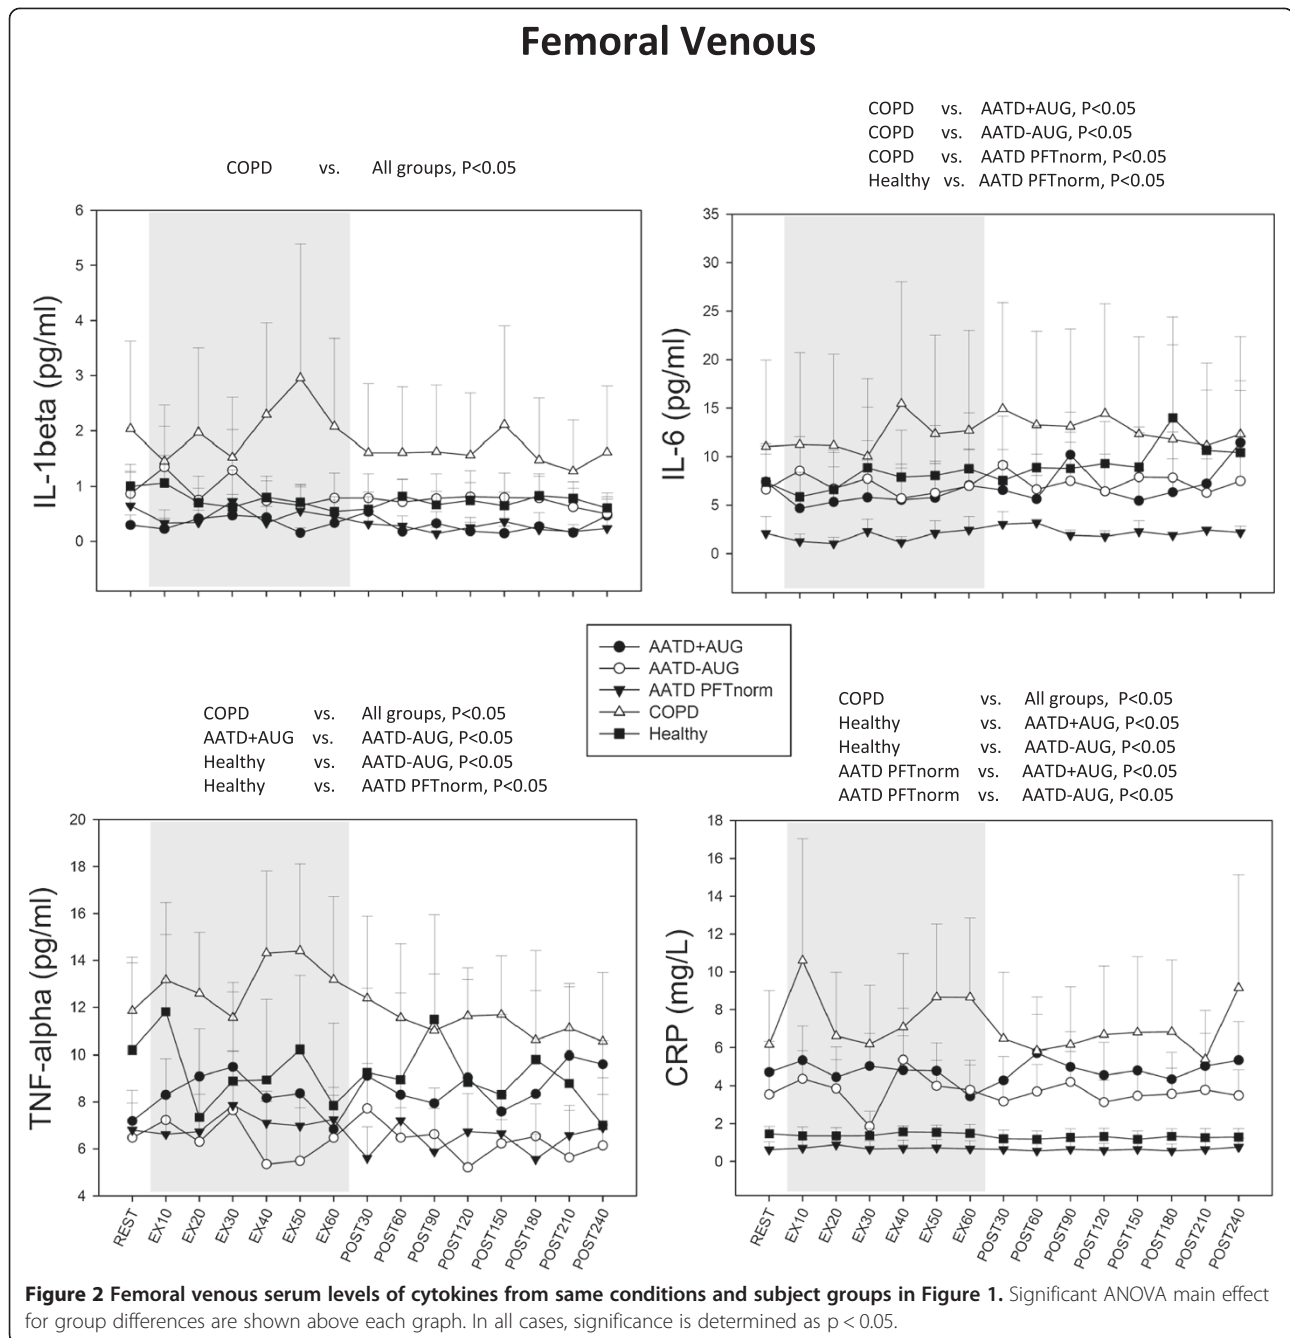 Femoral Venous
COPD vs. All groups, P<0.05
COPD vs. AATD+AUG, P<0.05
COPD vs. AATD-AUG, P<0.05
COPD vs. AATD PFTnorm, P<0.05
Healthy vs. AATD PFTnorm, P<0.05
IL-1beta (pg/ml)
6
5
4
3
2
1
0
IL-6 (pg/ml)
35
30
25
20
15
10
5
0
AATD+AUG
AATD-AUG
AATD PFTnorm
COPD
Healthy
COPD vs. All groups, P<0.05
AATD+AUG vs. AATD-AUG, P<0.05
Healthy vs. AATD-AUG, P<0.05
Healthy vs. AATD PFTnorm, P<0.05
COPD vs. All groups, P<0.05
Healthy vs. AATD+AUG, P<0.05
Healthy vs. AATD-AUG, P<0.05
AATD PFTnorm vs. AATD+AUG, P<0.05
AATD PFTnorm vs. AATD-AUG, P<0.05
TNF-alpha (pg/ml)
20
18
16
14
12
10
8
6
4
REST
EX10
EX20
EX30
EX40
EX50
EX60
POST30
POST60
POST90
POST120
POST150
POST180
POST210
POST240
CRP (mg/L)
18
16
14
12
10
8
6
4
2
0
REST
EX10
EX20
EX30
EX40
EX50
EX60
POST30
POST60
POST90
POST120
POST150
POST180
POST210
POST240
Figure 2 Femoral venous serum levels of cytokines from same conditions and subject groups in Figure 1. Significant ANOVA main effect
for group differences are shown above each graph. In all cases, significance is determined as p < 0.05.